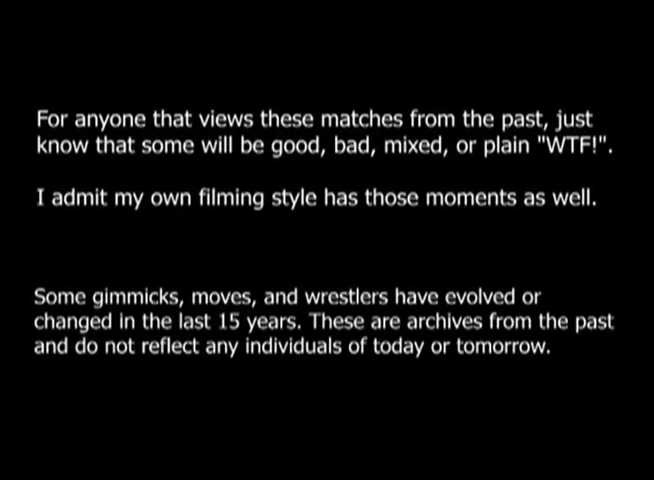 For anyone that views these matches from the past, just
know that some will be good, bad, mixed, or plain "WTF!".
I admit my own filming style has those moments as well.
Some gimmicks, moves, and wrestlers have evolved or
changed in the last 15 years. These are archives from the past
and do not reflect any individuals of today or tomorrow.